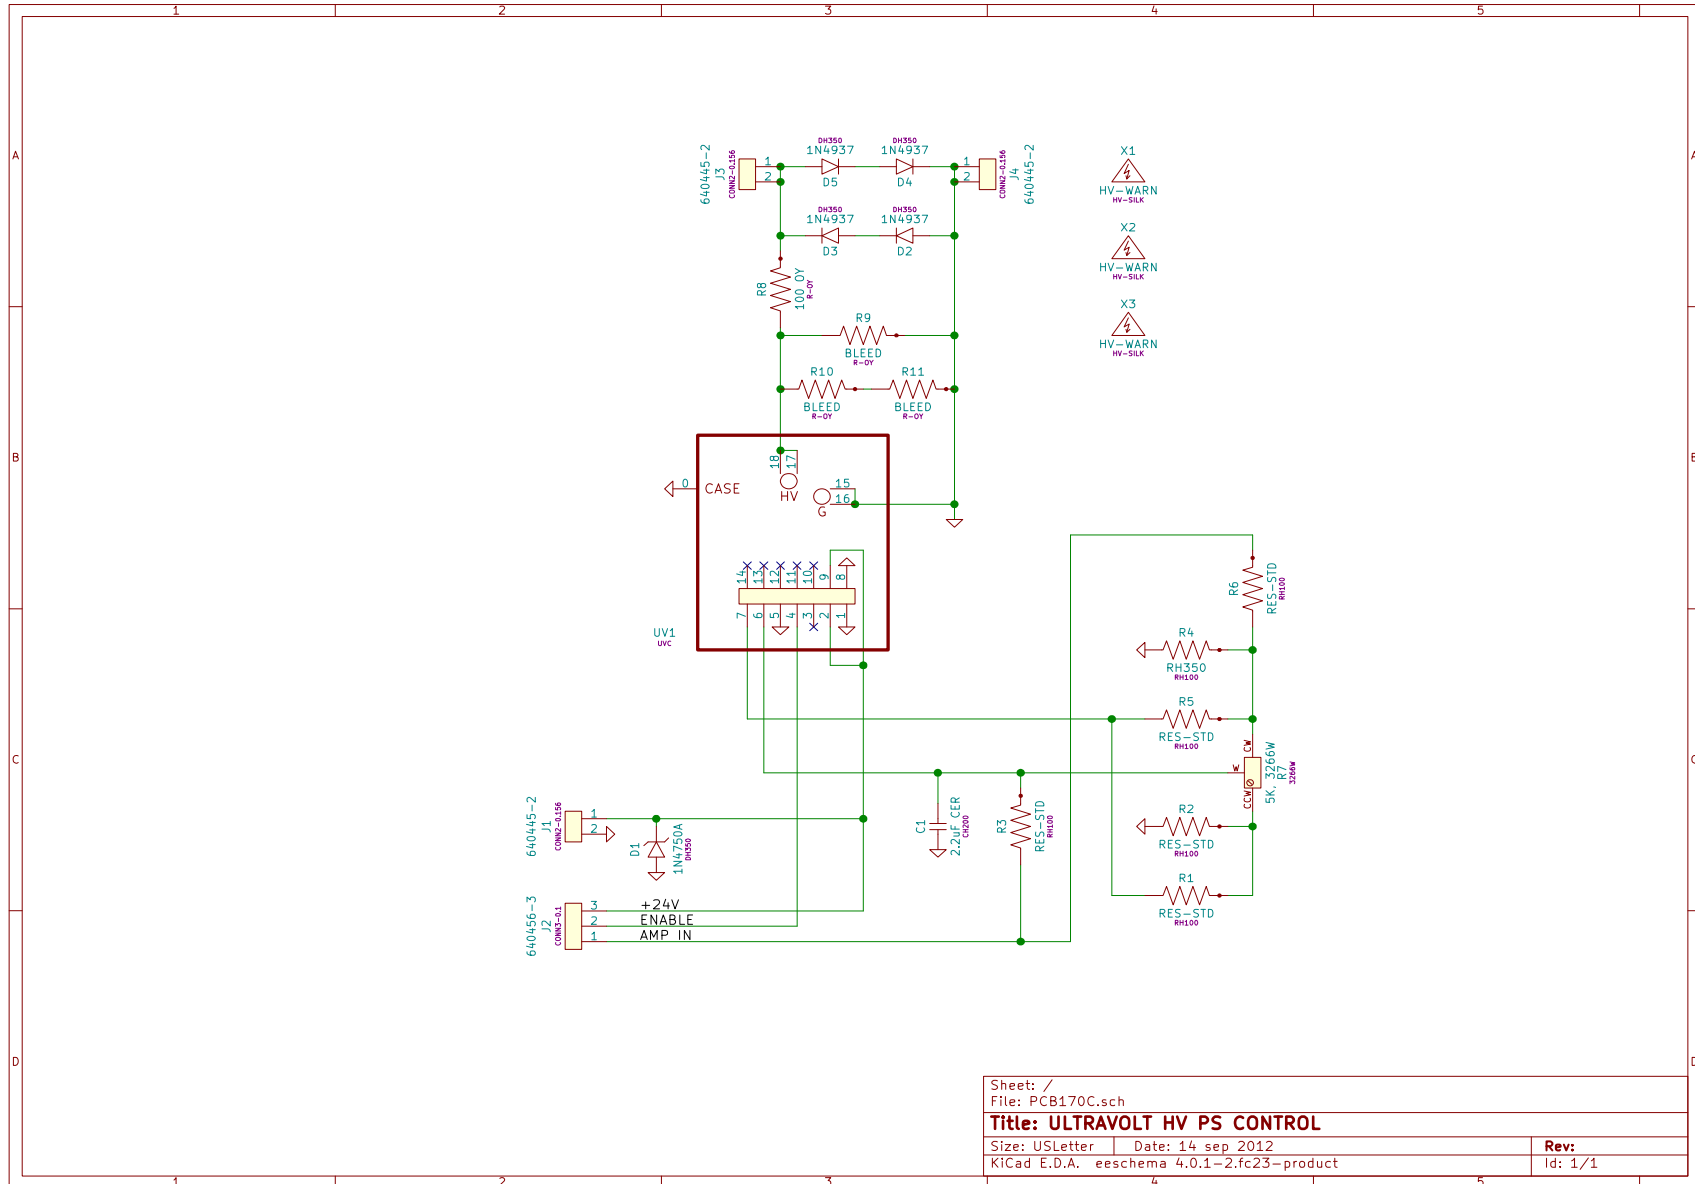 1 2 3 4 5
A A
DH350 DH350
1N4937 1N4937
D5 D4
640445-2
J3
CONN2-0.156
1
2
1
2
CONN2-0.156
J4
640445-2
DH350 DH350
1N4937 1N4937
D3 D2
X1
HV-WARN
HV-SILK
X2
HV-WARN
HV-SILK
X3
HV-WARN
HV-SILK
R8
100 OY
R-OY
R9
BLEED
R-OY
R10 R11
BLEED BLEED
R-OY R-OY
B B
18
17
HV
0 CASE
15
16
G
14
13
12
11
10
9
8
7
6
5
4
3
2
1
UV1
UVC
R6
RES-STD
RH100
R4
RH350
RH100
R5
RES-STD
RH100
C C
CW
W
CCW
5K, 3266W
R7
3266W
R2
RES-STD
RH100
R1
RES-STD
RH100
640445-2
J1
CONN2-0.156
1
2
D1
1N4750A
DH350
C1
2.2uF CER
CH200
R3
RES-STD
RH100
640456-3
J2
CONN3-0.1
3 +24V
2 ENABLE
1 AMP IN
D D
Sheet: /
File: PCB170C.sch
Title: ULTRAVOLT HV PS CONTROL
Size: USLetter Date: 14 sep 2012 Rev:
KiCad E.D.A. eeschema 4.0.1-2.fc23-product Id: 1/1
1 2 3 4 5